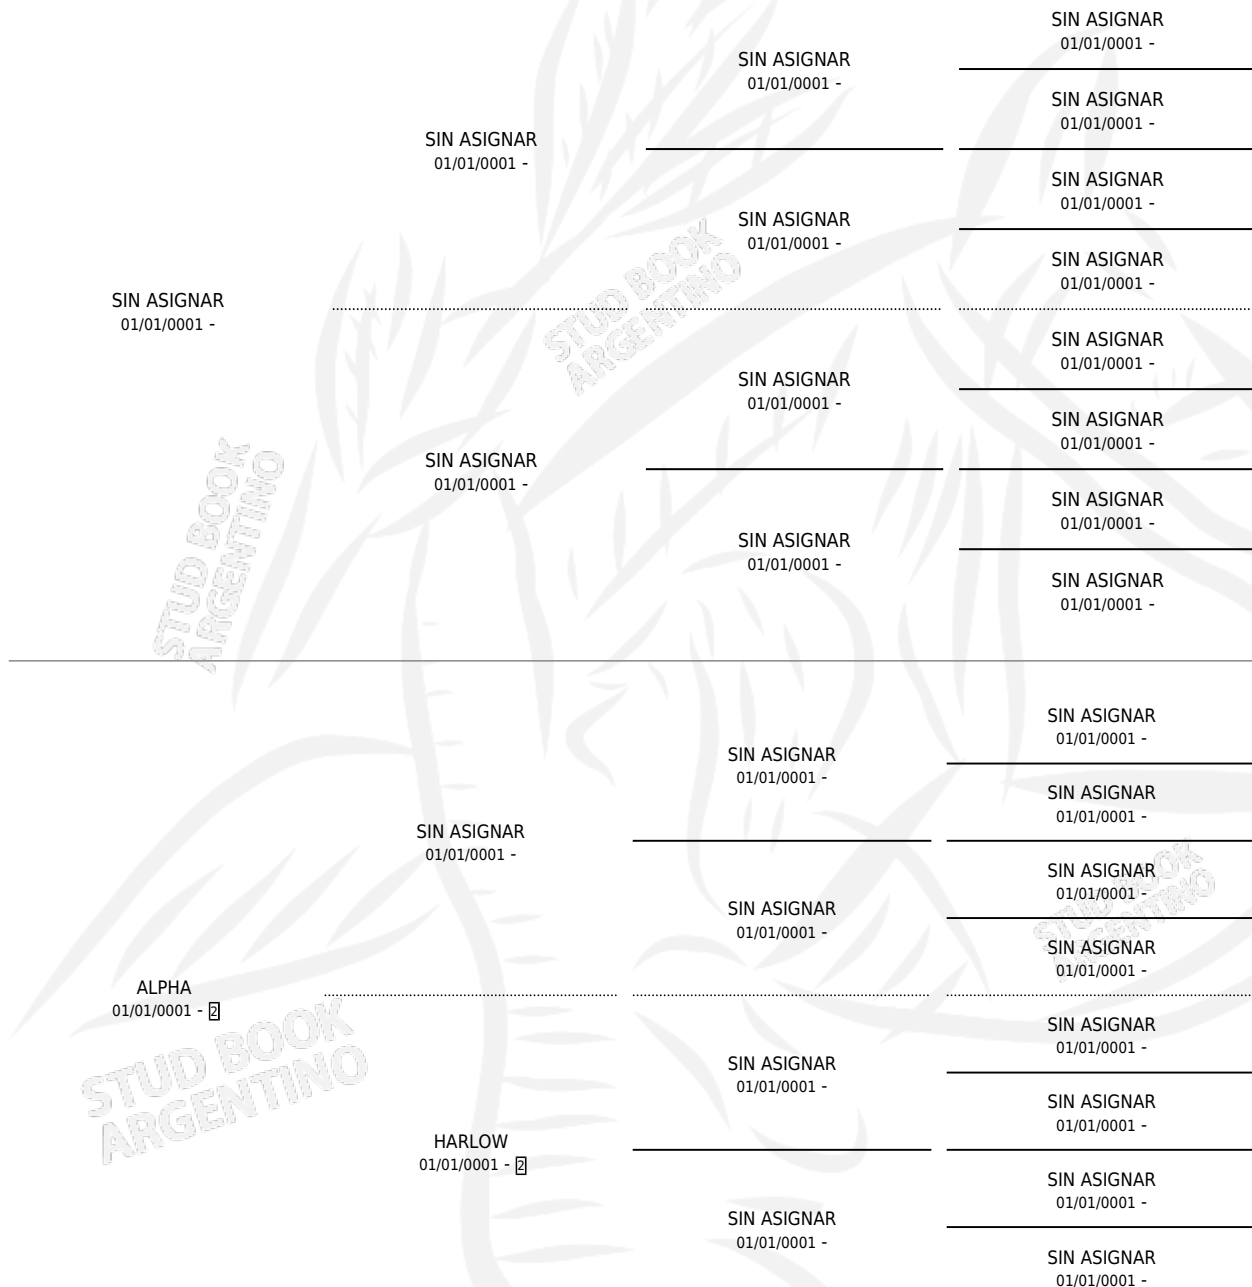 SIN ASIGNAR
01/01/0001 -
SIN ASIGNAR
01/01/0001 -
SIN ASIGNAR
01/01/0001 -
SIN ASIGNAR
01/01/0001 -
SIN ASIGNAR
01/01/0001 -
SIN ASIGNAR
01/01/0001 -
SIN ASIGNAR
01/01/0001 -
STUD BOOK
ARGENTINO
SIN ASIGNAR
01/01/0001 -
SIN ASIGNAR
01/01/0001 -
SIN ASIGNAR
01/01/0001 -
SIN ASIGNAR
01/01/0001 -
SIN ASIGNAR
01/01/0001 -
SIN ASIGNAR
01/01/0001 -
SIN ASIGNAR
01/01/0001 -
STUD BOOK
ARGENTINO
SIN ASIGNAR
01/01/0001 -
SIN ASIGNAR
01/01/0001 -
SIN ASIGNAR
01/01/0001 -
SIN ASIGNAR
01/01/0001 -
SIN ASIGNAR
01/01/0001 -
SIN ASIGNAR
01/01/0001 -
SIN ASIGNAR
01/01/0001 -
STUD BOOK
ARGENTINO
SIN ASIGNAR
01/01/0001 -
SIN ASIGNAR
01/01/0001 -
ALPHA
01/01/0001 - 2
STUD BOOK
ARGENTINO
SIN ASIGNAR
01/01/0001 -
SIN ASIGNAR
01/01/0001 -
SIN ASIGNAR
01/01/0001 -
HARLOW
01/01/0001 - 2
SIN ASIGNAR
01/01/0001 -
SIN ASIGNAR
01/01/0001 -
SIN ASIGNAR
01/01/0001 -